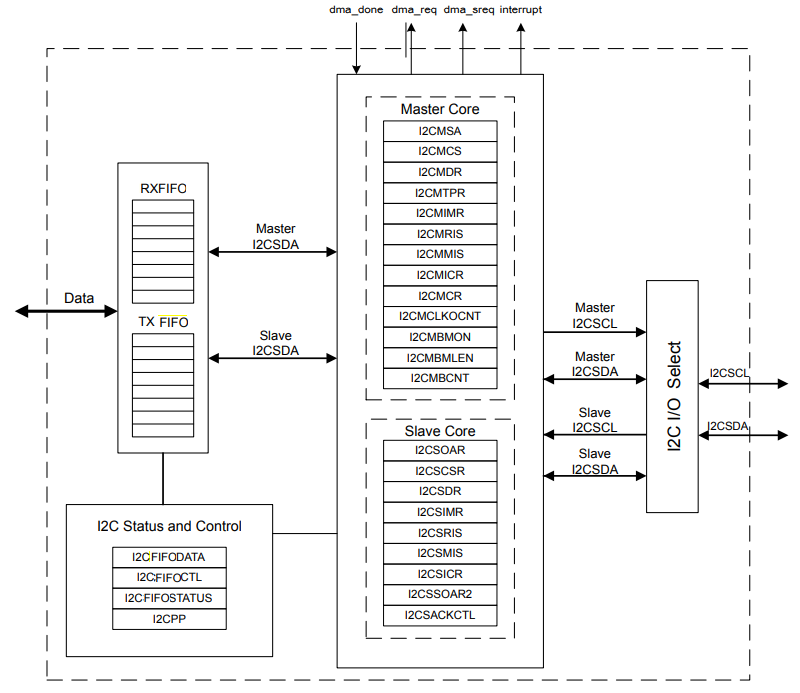 dma_done dma_req dma_sreq interrupt
Master Core
I2CMSA
I2CMCS
I2CMDR
I2CMTPR
I2CMIMR
I2CMRIS
I2CMMIS
I2CMICR
I2CMCR
I2CMCLKOCNT
I2CMBMON
I2CMBMLEN
I2CMBCNT
Slave Core
I2CSOAR
I2CSCSR
I2CSDR
I2CSIMR
I2CSRIS
I2CSMIS
I2CSICR
I2CSSOAR2
I2CSACKCTL
RXFIFO
TX FIFO
Data
Master
I2CSDA
Slave
I2CSDA
I2C Status and Control
I2CFIFODATA
I2CFIFOCTL
I2CFIFOSTATUS
I2CPP
Master
I2CSCL
Master
I2CSDA
Slave
I2CSCL
Slave
I2CSDA
I2C I/O Select
I2CSCL
I2CSDA